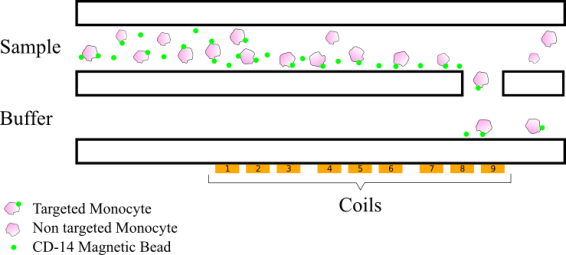 Sample
Buffer
1 2 3 4 5 6 7 8 9
Coils
Targeted Monocyte
Non targeted Monocyte
CD-14 Magnetic Bead